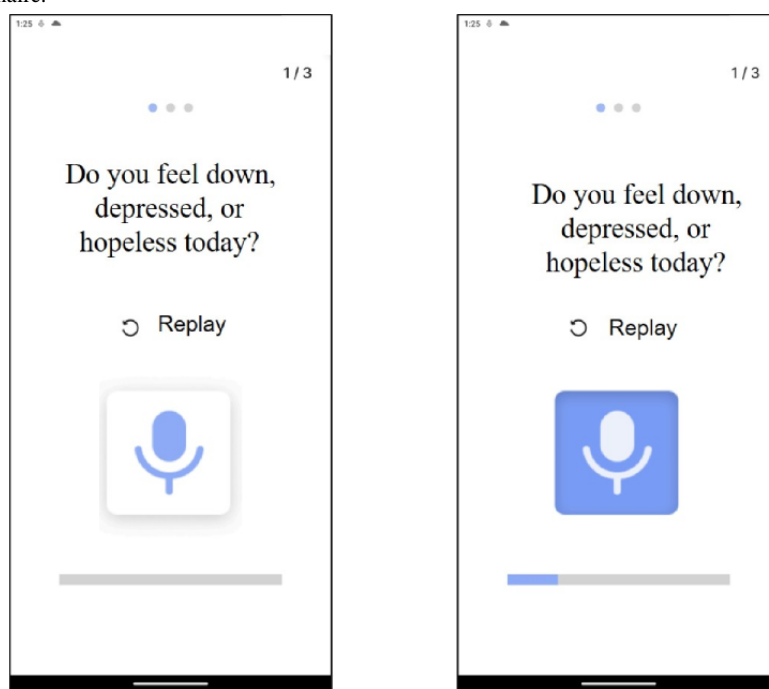 1:25
1/3
Do you feel down,
depressed, or
hopeless today?
Replay
1:25
1/3
Do you feel down,
depressed, or
hopeless today?
Replay